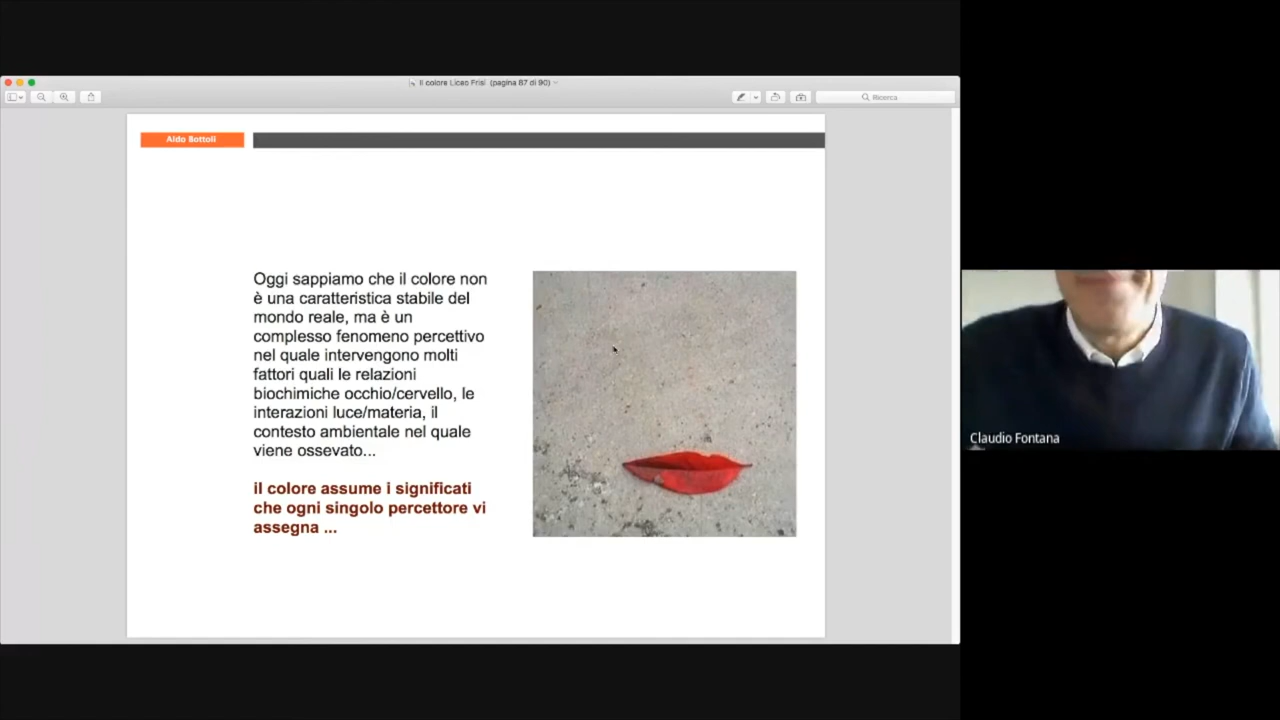 Il colore Liceo Frisi (pagina 87 di 90)
Ricerca
Aldo Bottoli
Oggi sappiamo che il colore non
è una caratteristica stabile del
mondo reale, ma è un
complesso fenomeno percettivo
nel quale intervengono molti
fattori quali le relazioni
biochimiche occhio/cervello, le
interazioni luce/materia, il
contesto ambientale nel quale
viene ossevato...
il colore assume i significati
che ogni singolo percettore vi
assegna ...
Claudio Fontana